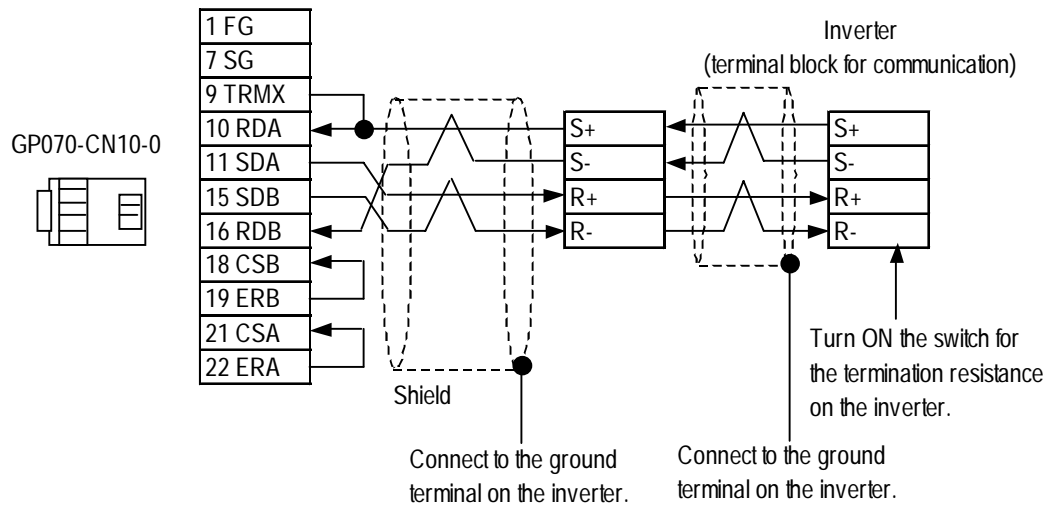 1 FG
7 SG
9 TRMX
10 RDA
11 SDA
15 SDB
16 RDB
18 CSB
19 ERB
21 CSA
22 ERA
GP070-CN10-0
Shield
Connect to the ground
terminal on the inverter.
S+
S-
R+
R-
Inverter
(terminal block for communication)
S+
S-
R+
R-
Connect to the ground
terminal on the inverter.
Turn ON the switch for
the termination resistance
on the inverter.